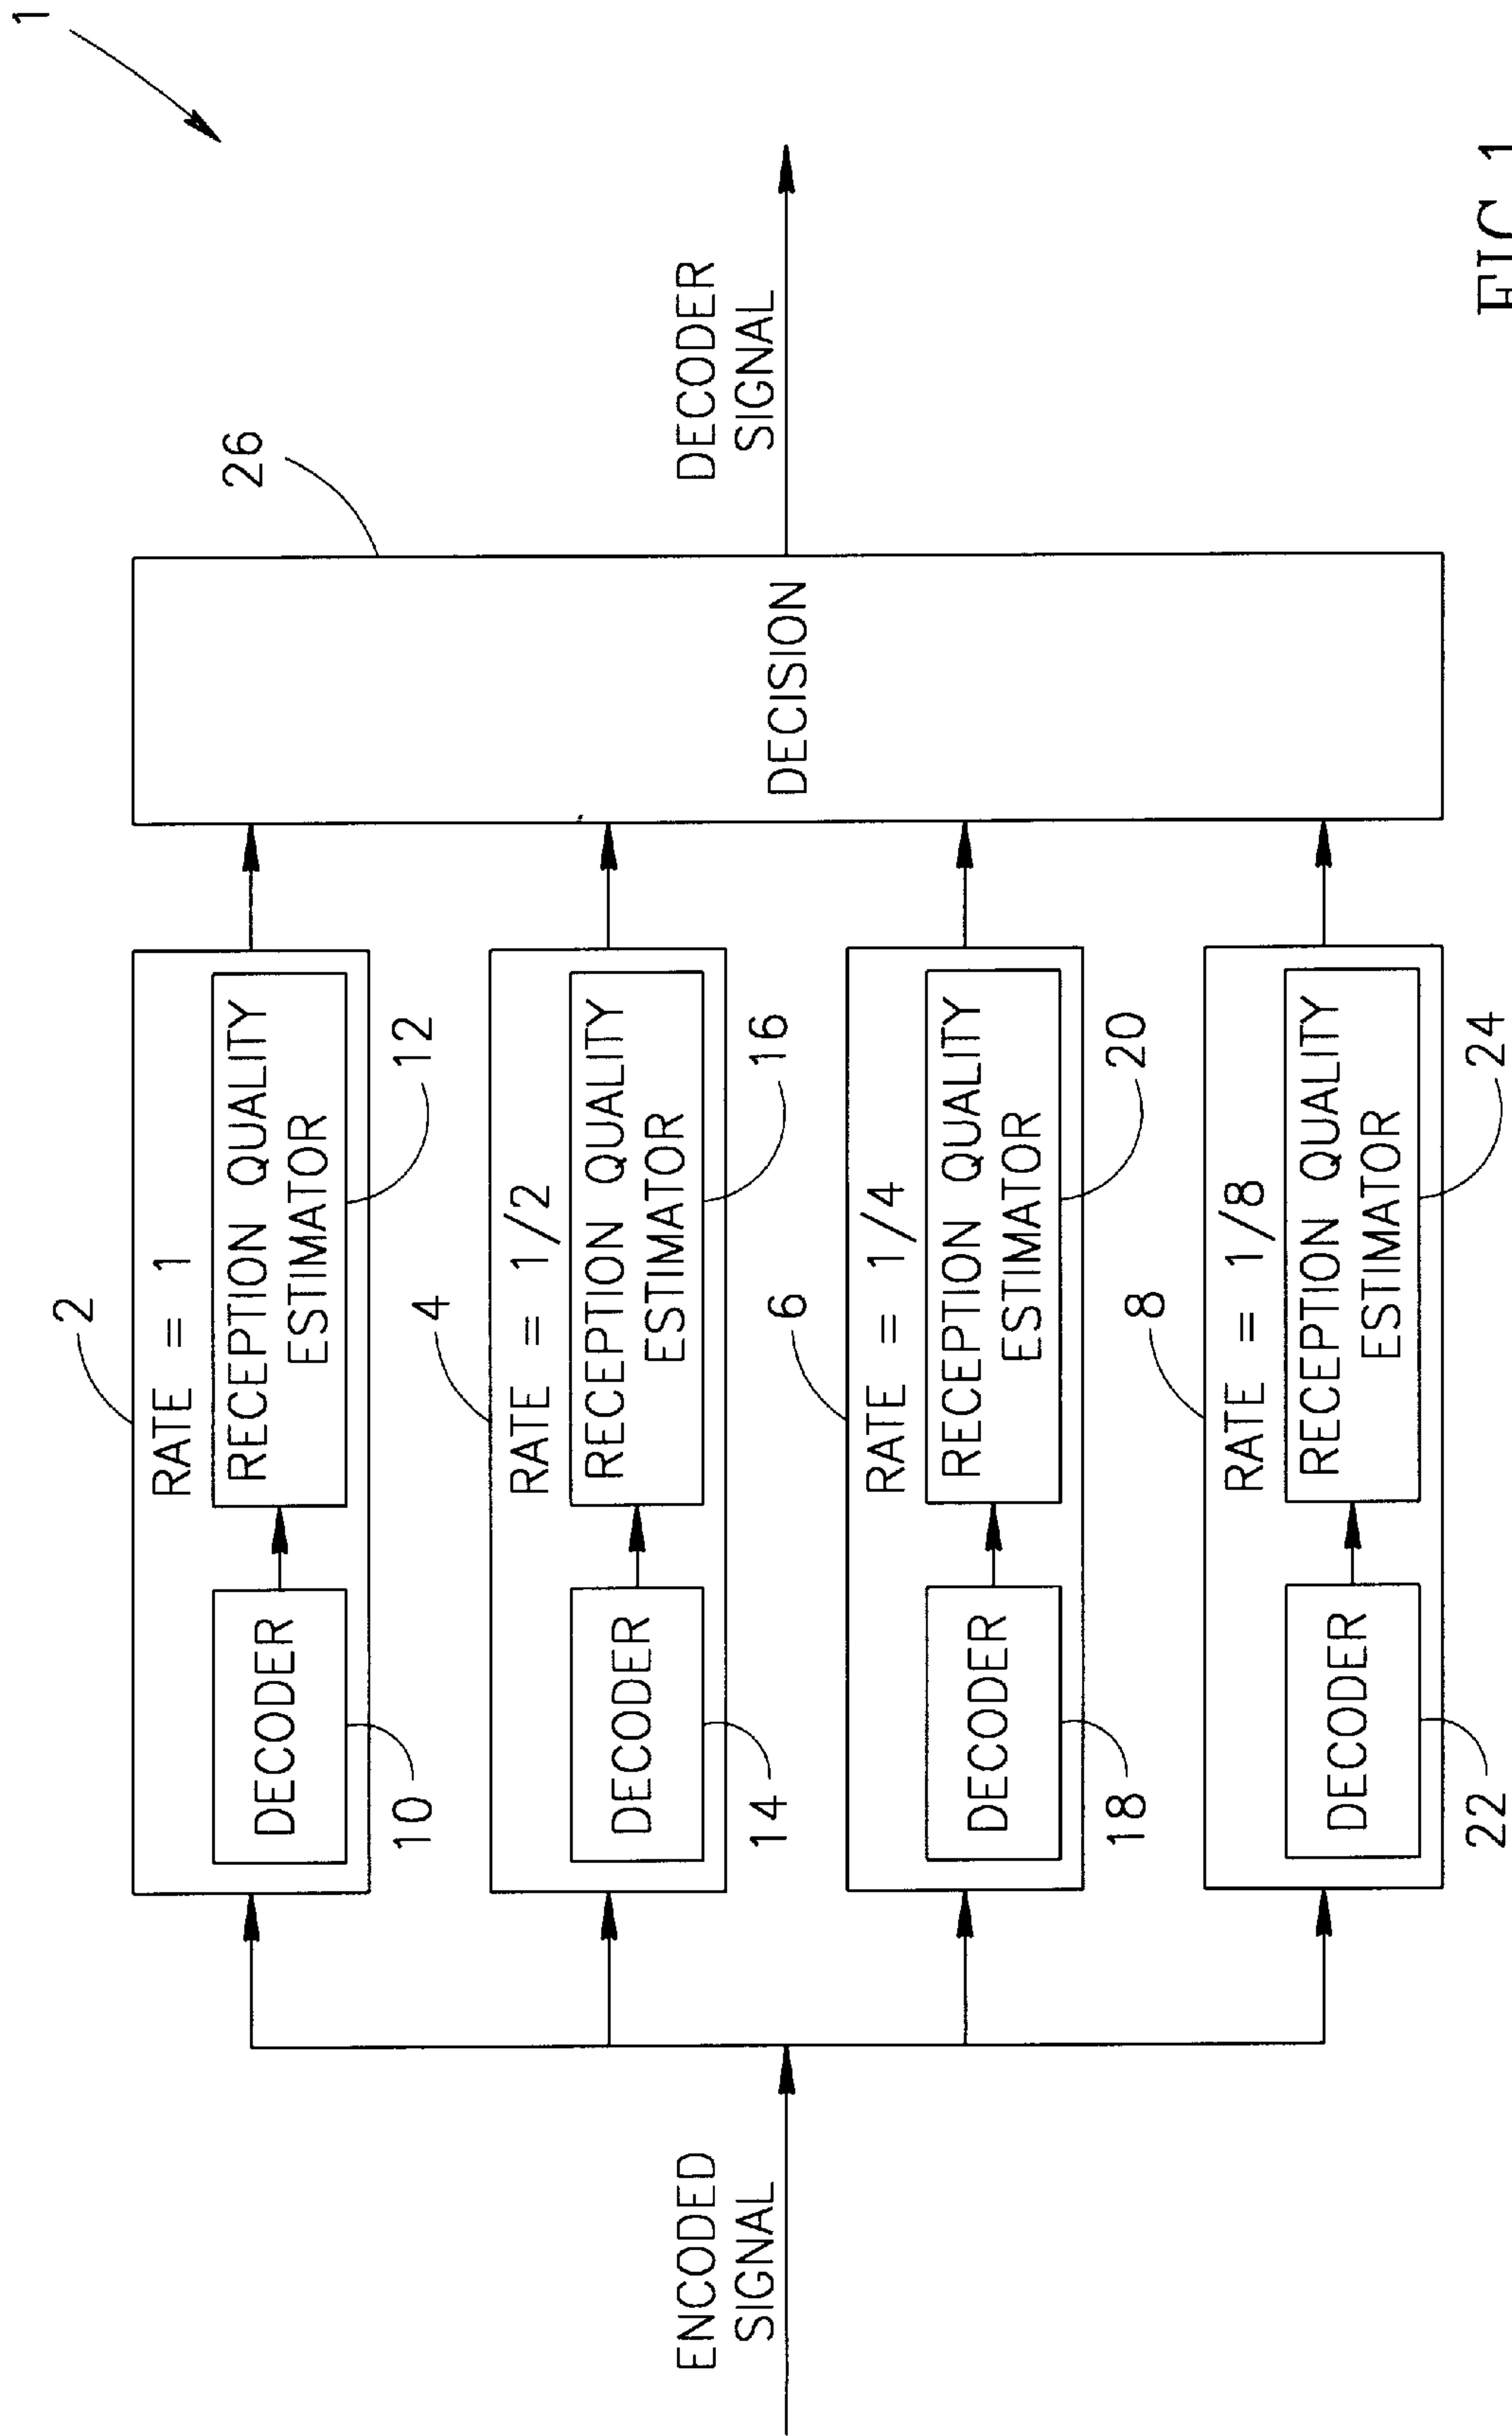 1
2
RATE = 1
DECODER
RECEPTION QUALITY
ESTIMATOR
10
12
4
RATE = 1/2
DECODER
RECEPTION QUALITY
ESTIMATOR
14
16
6
RATE = 1/4
DECODER
RECEPTION QUALITY
ESTIMATOR
18
20
8
RATE = 1/8
DECODER
RECEPTION QUALITY
ESTIMATOR
22
24
ENCODED
SIGNAL
26
DECISION
DECODER
SIGNAL
FIG.1